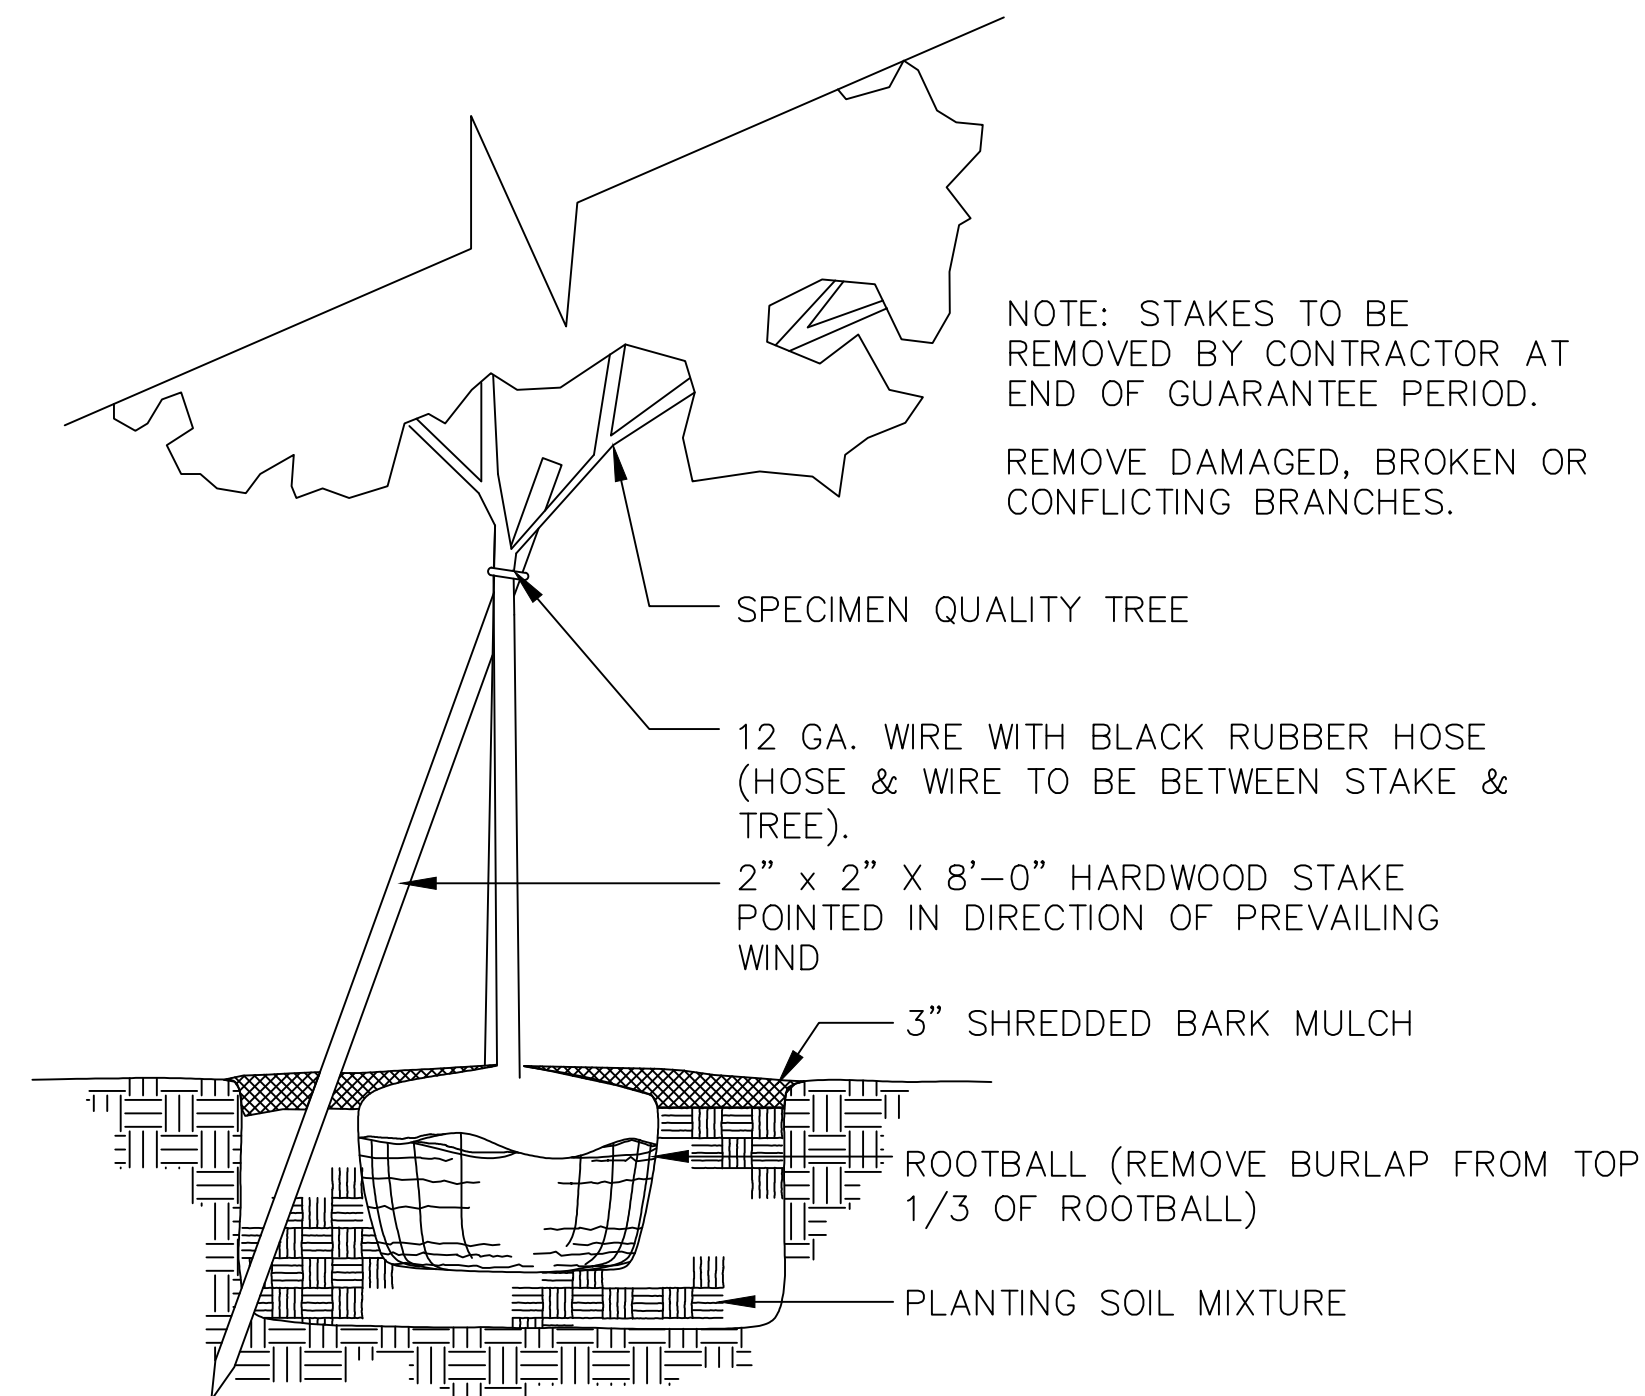 NOTE: STAKES TO BE
REMOVED BY CONTRACTOR AT
END OF GUARANTEE PERIOD.
REMOVE DAMAGED, BROKEN OR
CONFLICTING BRANCHES.
SPECIMEN QUALITY TREE
12 GA. WIRE WITH BLACK RUBBER HOSE
(HOSE & WIRE TO BE BETWEEN STAKE &
TREE).
2" x 2" X 8'-0" HARDWOOD STAKE
POINTED IN DIRECTION OF PREVAILING
WIND
3" SHREDDED BARK MULCH
ROOTBALL (REMOVE BURLAP FROM TOP
1/3 OF ROOTBALL)
PLANTING SOIL MIXTURE